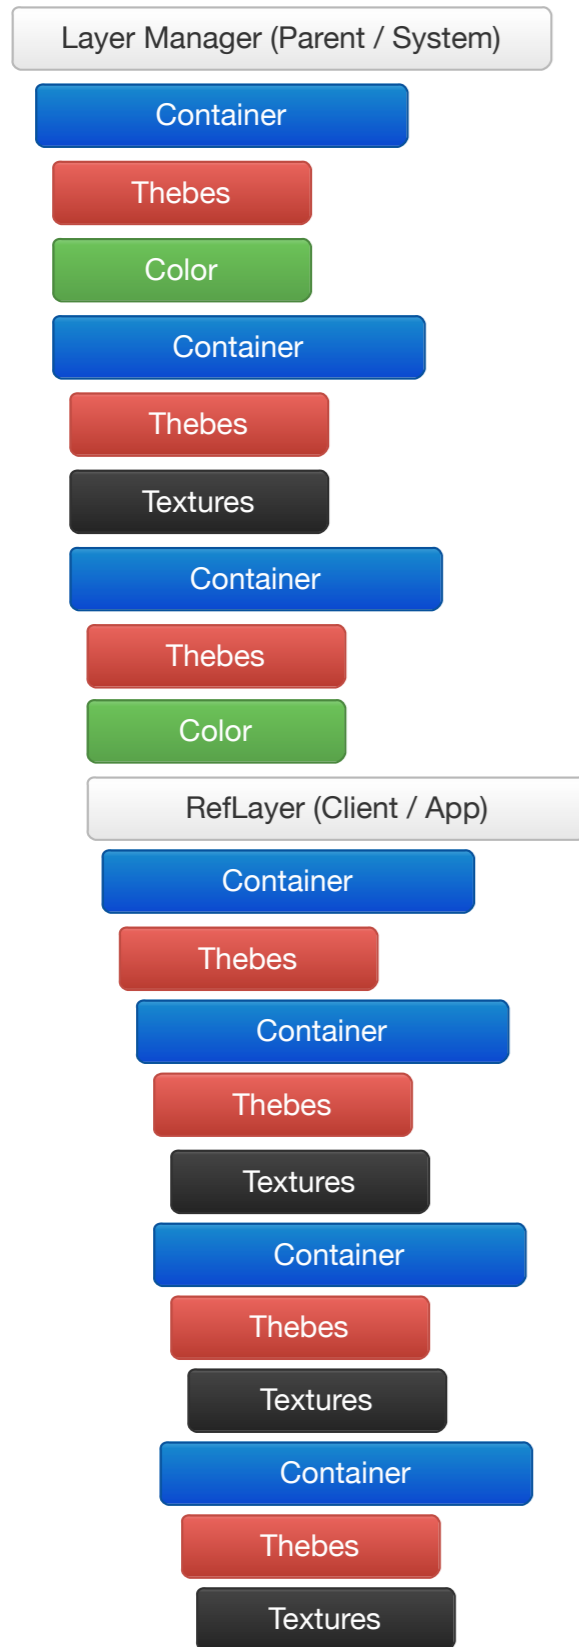 Layer Manager (Parent / System)
Container
Thebes
Color
Container
Thebes
Textures
Container
Thebes
Color
RefLayer (Client / App)
Container
Thebes
Container
Thebes
Textures
Container
Thebes
Textures
Container
Thebes
Textures